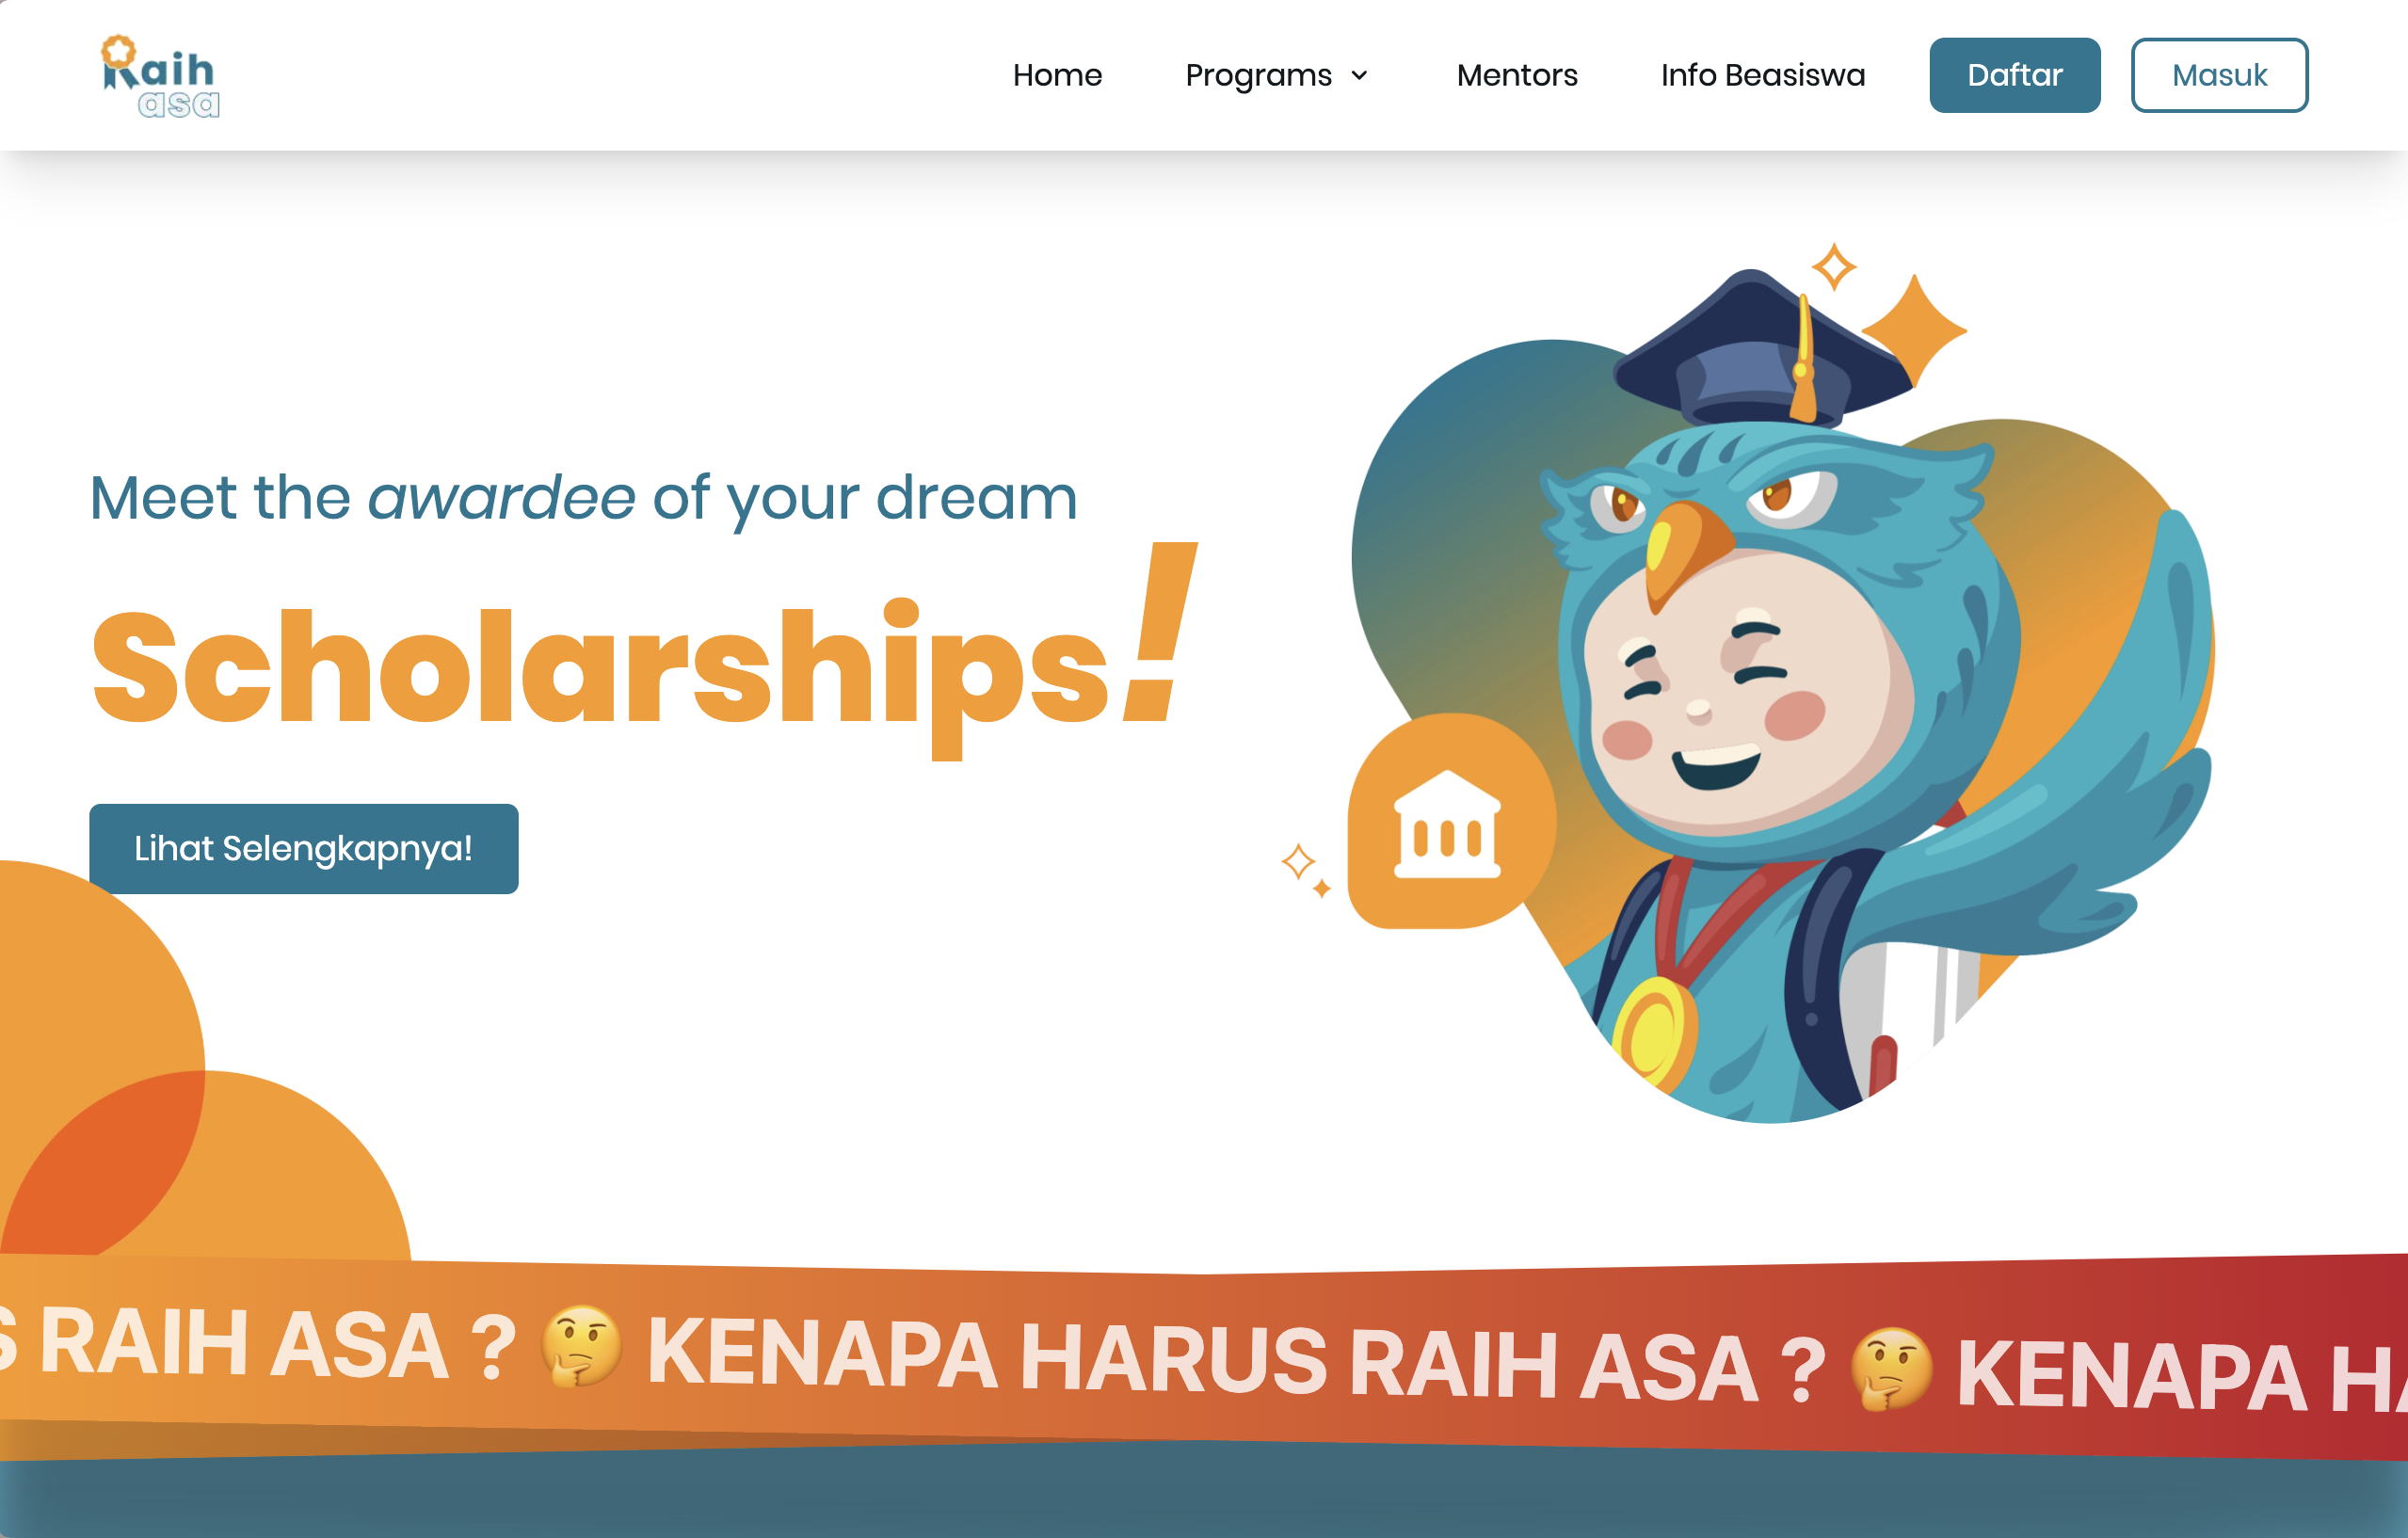 Raih
asa
Home
Programs
Mentors
Info Beasiswa
Daftar
Masuk
Meet the awardee of your dream
Scholarships!
Lihat Selengkapnya!
S RAIH ASA ? 🤔 KENAPA HARUS RAIH ASA ? 🤔 KENAPA HA